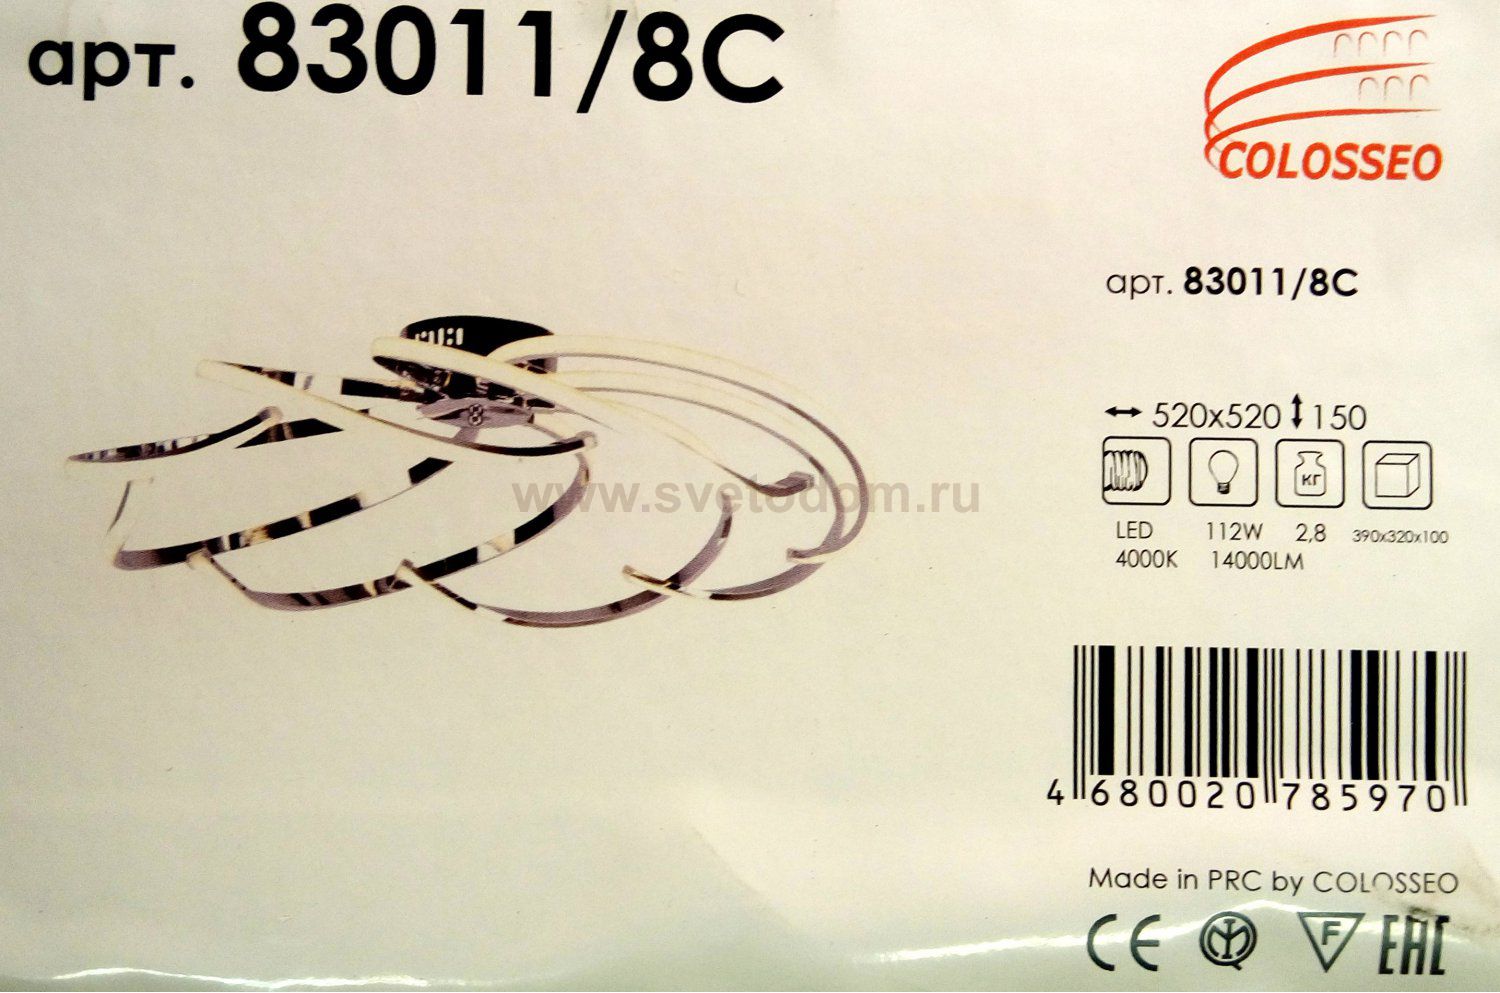 арт. 83011/8C
COLOSSEO
арт. 83011/8C
520x520 150
кг
LED 112W 2,8 390x320x100
4000K 14000LM
www.svetodom.ru
4 680020 785970
Made in PRC by COLOSSEO
CE F EAC